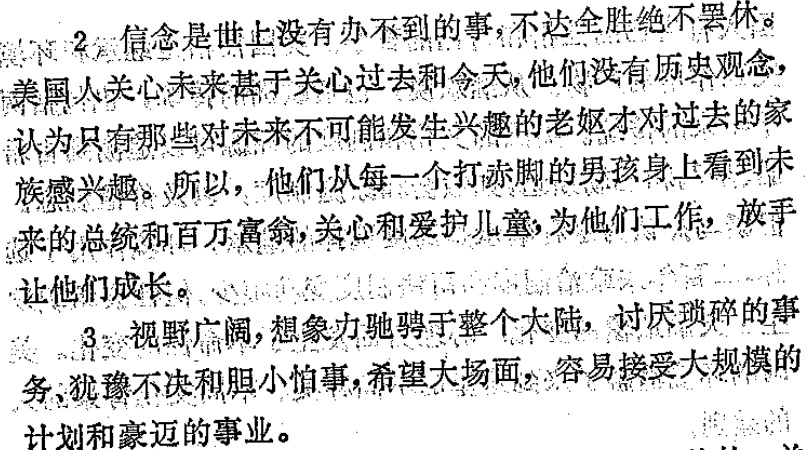 2 信念是世上没有办不到的事,不达全胜绝不罢休。
美国人关心未来甚于关心过去和今天,他们没有历史观念,
认为只有那些对未来不可能发生兴趣的老妪才对过去的家
族感兴趣。所以，他们从每一个打赤脚的男孩身上看到未
来的总统和百万富翁,关心和爱护儿童,为他们工作，放手
让他们成长。
3 视野广阔,想象力驰骋于整个大陆，讨厌琐碎的事
务、犹豫不决和胆小怕事,希望大场面，容易接受大规模的
计划和豪迈的事业。